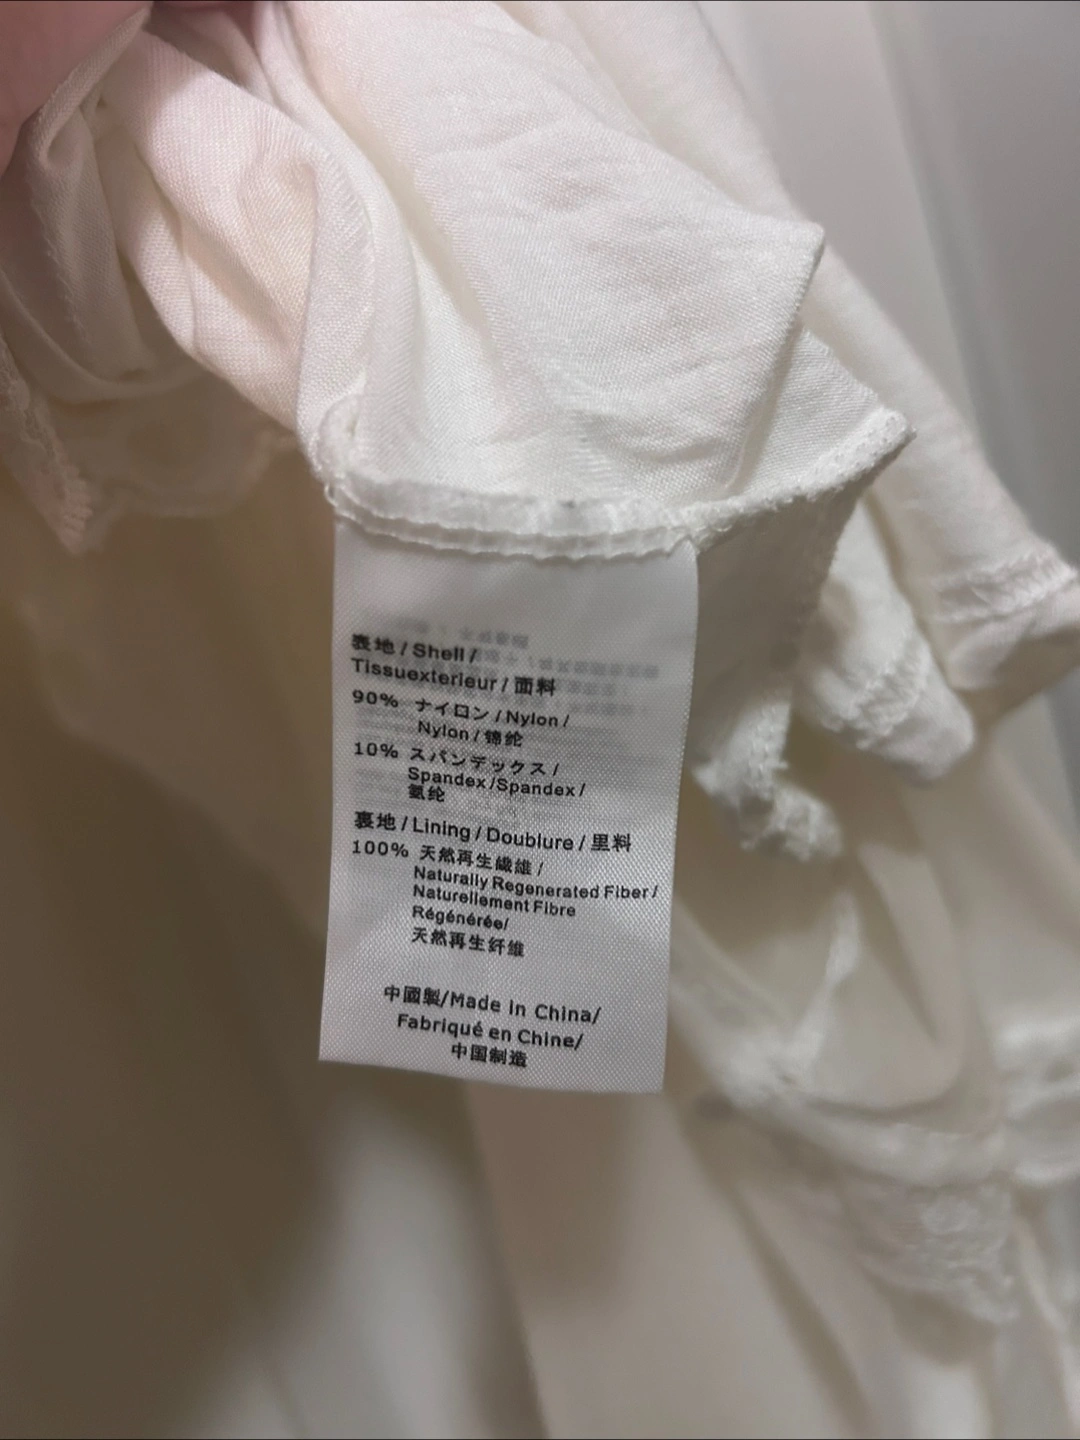 表地/Shell/
Tissuexterieur/面料
90% ナイロン/Nylon/
Nylon/锦纶
10% スパンデックス/
Spandex/Spandex/
氨纶
裏地/Lining/Doublure/里料
100% 天然再生繊維/
Naturally Regenerated Fiber/
Naturellement Fibre
Régénérée/
天然再生纤维
中國製/Made in China/
Fabriqué en Chine/
中国制造